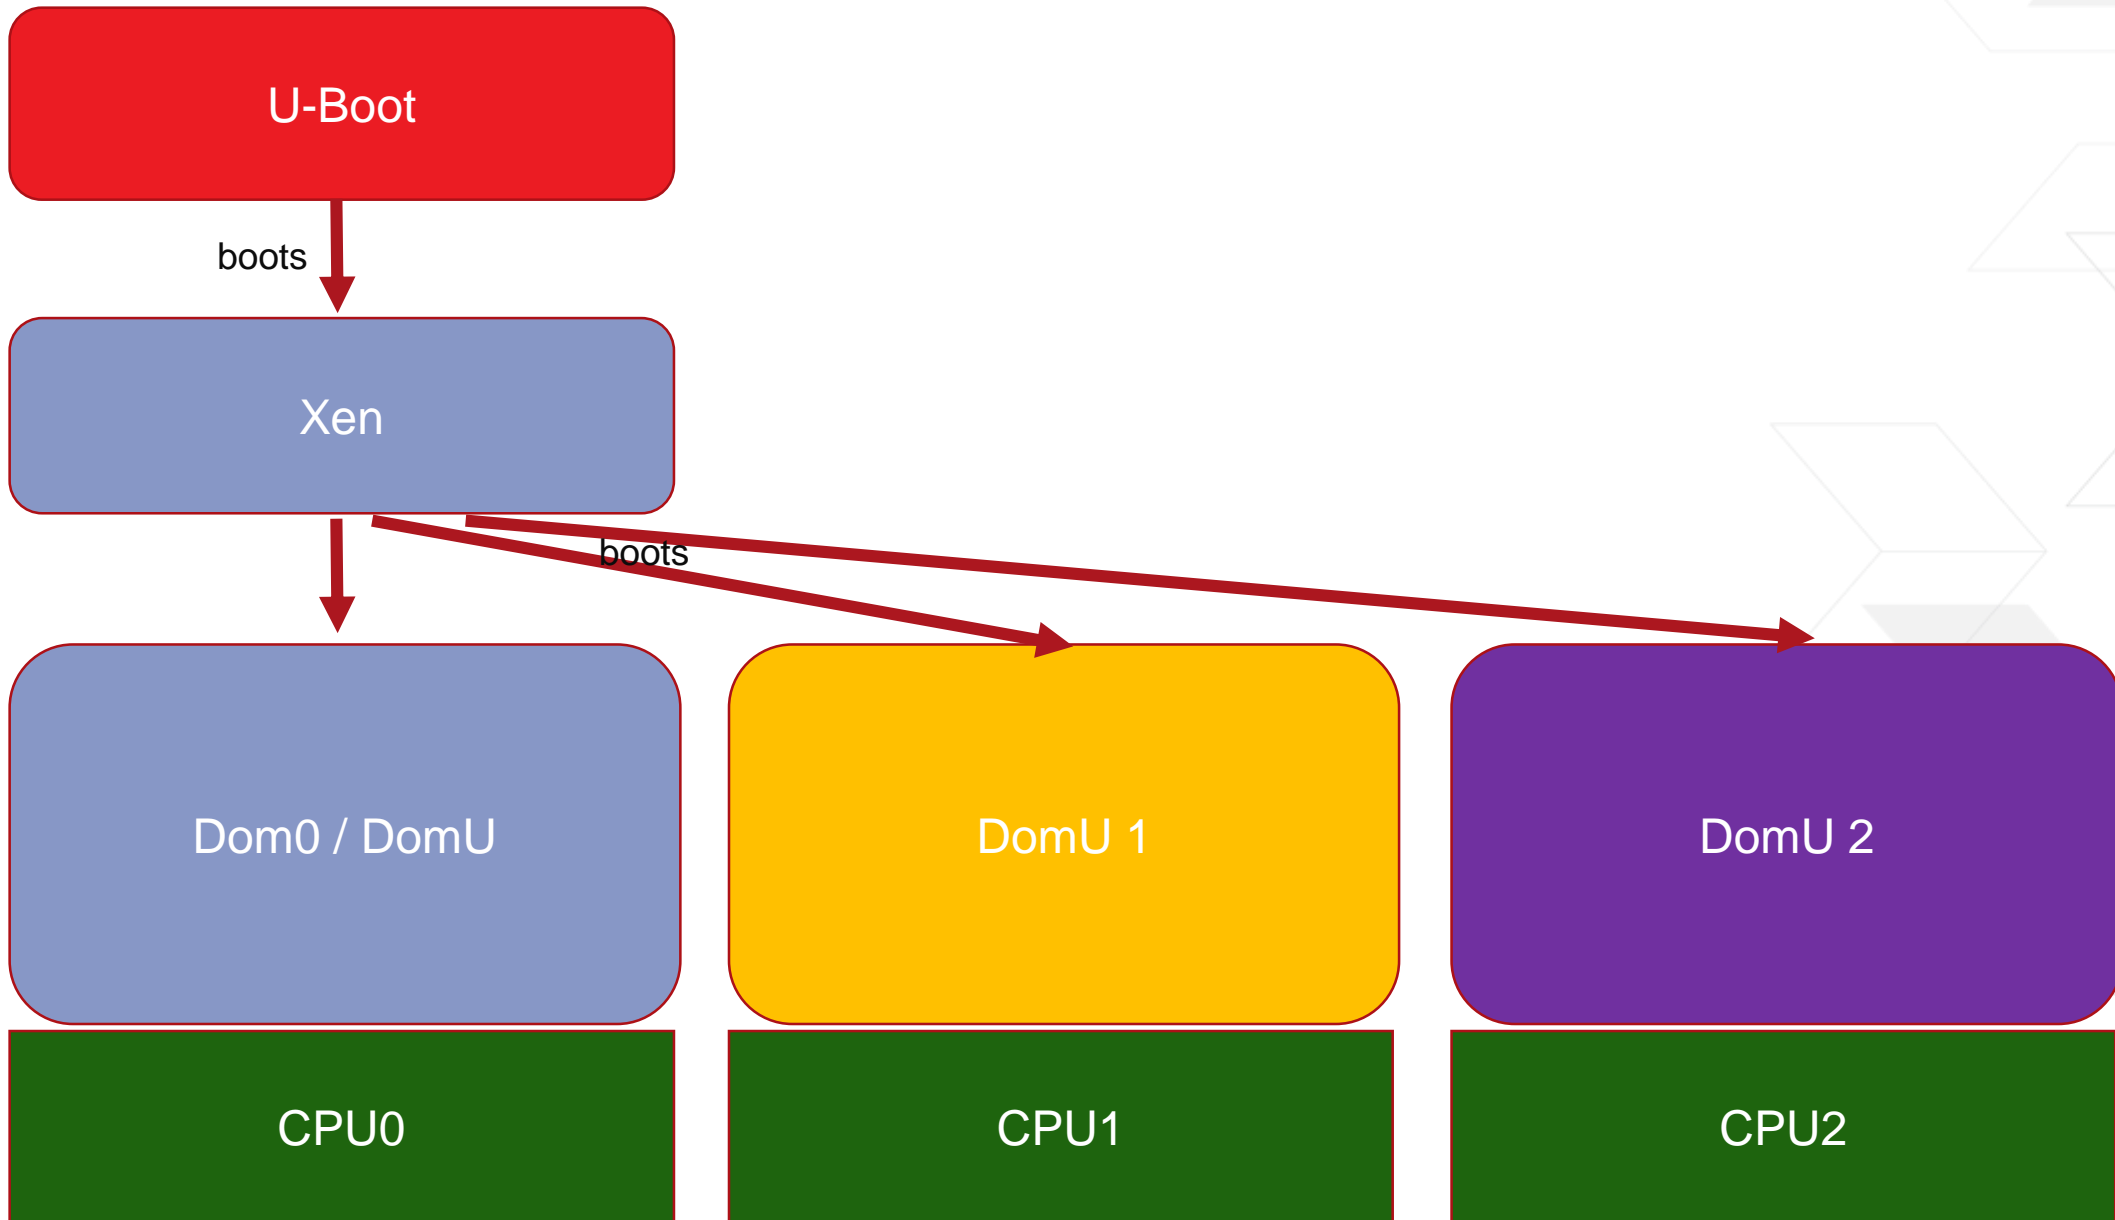 U-Boot
boots
Xen
boots
Dom0 / DomU
DomU 1
DomU 2
CPU0
CPU1
CPU2